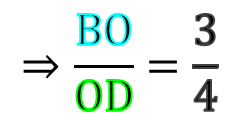 ⇒ BO/OD = 3/4